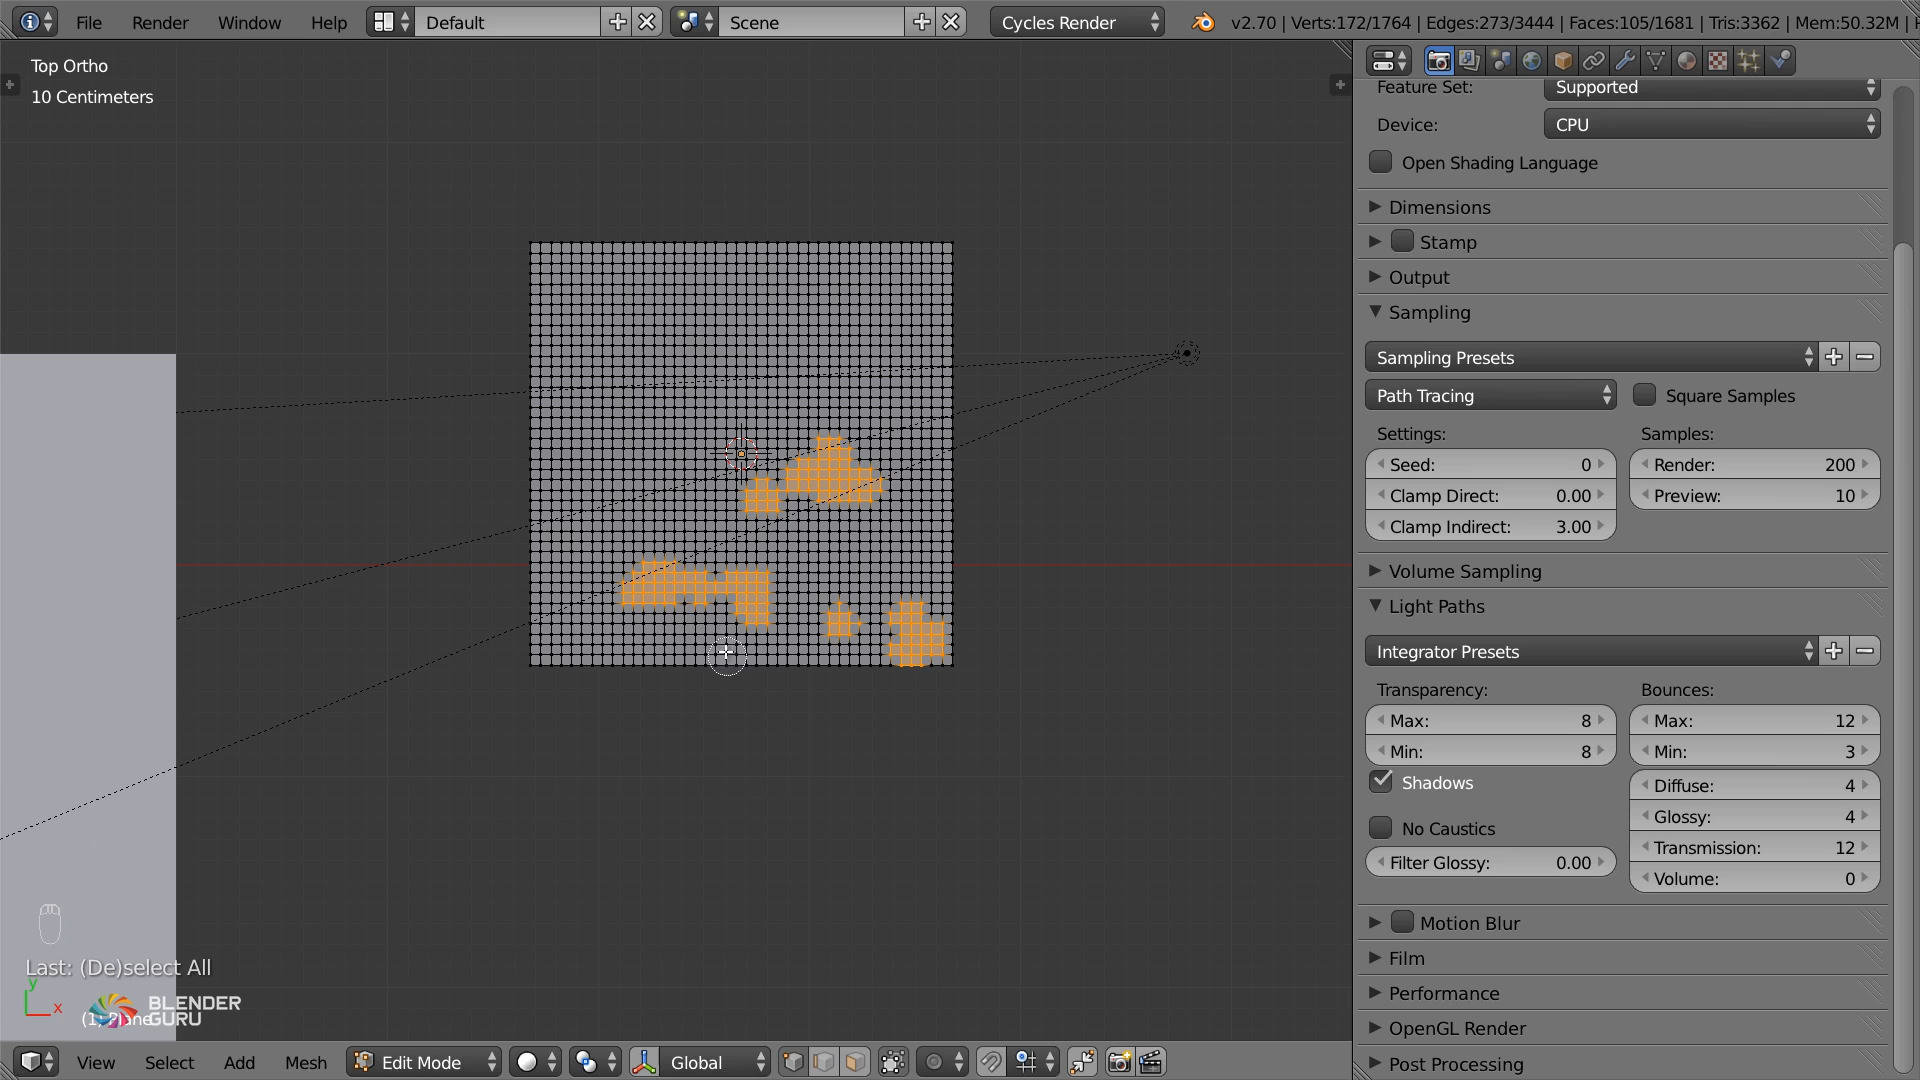 File Render Window Help Default Scene Cycles Render v2.70 | Verts:172/1764 | Edges:273/3444 | Faces:105/1681 | Tris:3362 | Mem:50.32M |
Top Ortho
10 Centimeters
Feature Set: Supported
Device: CPU
Open Shading Language
Dimensions
Stamp
Output
Sampling
Sampling Presets
Path Tracing Square Samples
Settings: Samples:
Seed: 0 Render: 200
Clamp Direct: 0.00 Preview: 10
Clamp Indirect: 3.00
Volume Sampling
Light Paths
Integrator Presets
Transparency: Bounces:
Max: 8 Max: 12
Min: 8 Min: 3
Shadows Diffuse: 4
No Caustics Glossy: 4
Filter Glossy: 0.00 Transmission: 12
Volume: 0
Motion Blur
Film
Performance
OpenGL Render
Post Processing
Last: (De)select All
y
x
BLENDER
GURU
(1) Plane
View Select Add Mesh Edit Mode Global